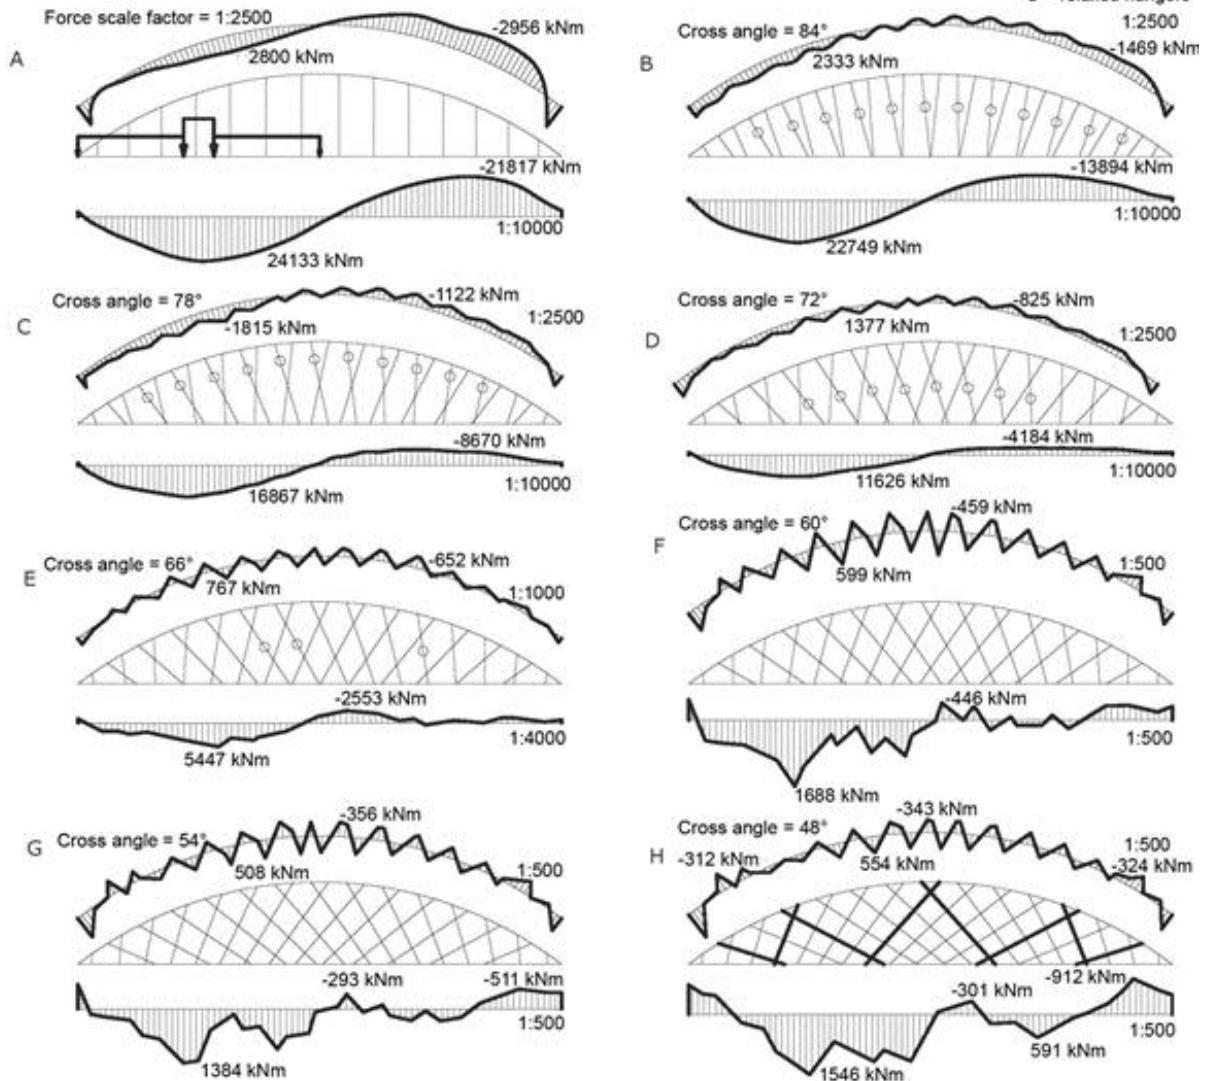 Force scale factor = 1:2500
A
-2956 kNm
2800 kNm
-21817 kNm
1:10000
24133 kNm
relaxed hangers
B
Cross angle = 84°
1:2500
-1469 kNm
2333 kNm
-13894 kNm
1:10000
22749 kNm
C
Cross angle = 78°
-1122 kNm
1:2500
-1815 kNm
-8670 kNm
1:10000
16867 kNm
D
Cross angle = 72°
-825 kNm
1:2500
1377 kNm
-4184 kNm
1:10000
11626 kNm
E
Cross angle = 66°
-652 kNm
1:1000
767 kNm
-2553 kNm
1:4000
5447 kNm
F
Cross angle = 60°
-459 kNm
1:500
599 kNm
-446 kNm
1:500
1688 kNm
G
Cross angle = 54°
-356 kNm
1:500
508 kNm
-293 kNm
-511 kNm
1:500
1384 kNm
H
Cross angle = 48°
-343 kNm
1:500
-312 kNm
554 kNm
-324 kNm
-912 kNm
-301 kNm
1:500
591 kNm
1546 kNm